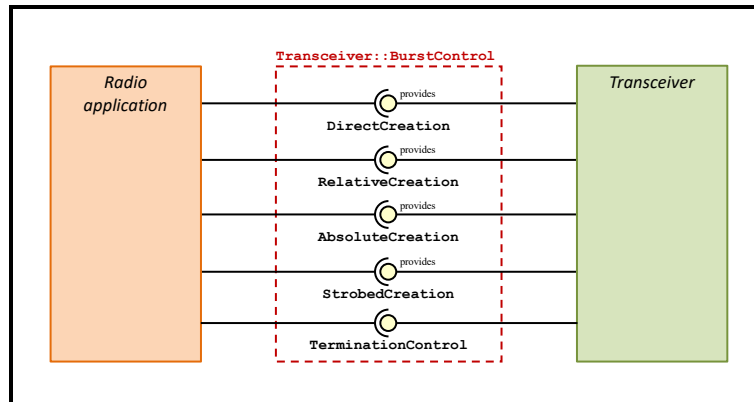 Transceiver::BurstControl
Radio
application
Transceiver
provides
DirectCreation
provides
RelativeCreation
provides
AbsoluteCreation
provides
StrobedCreation
TerminationControl